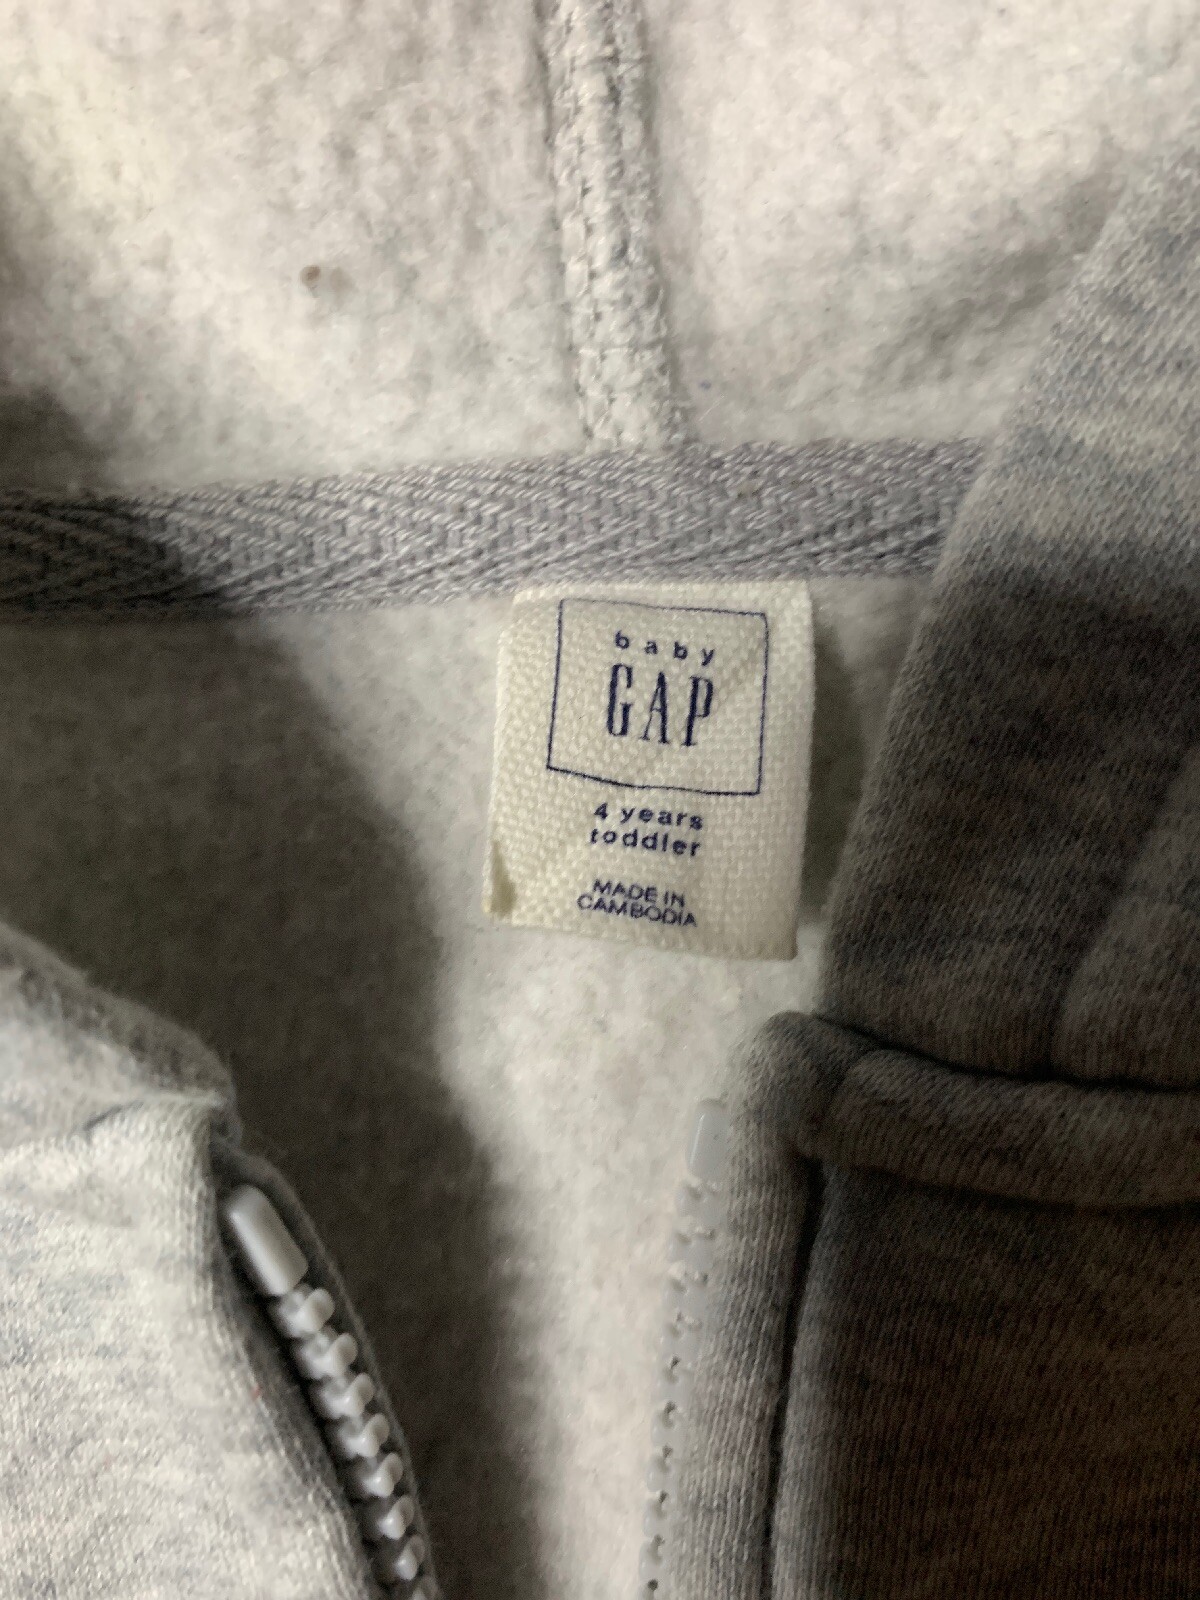 baby
GAP
4 years
toddler
MADE IN
CAMBODIA